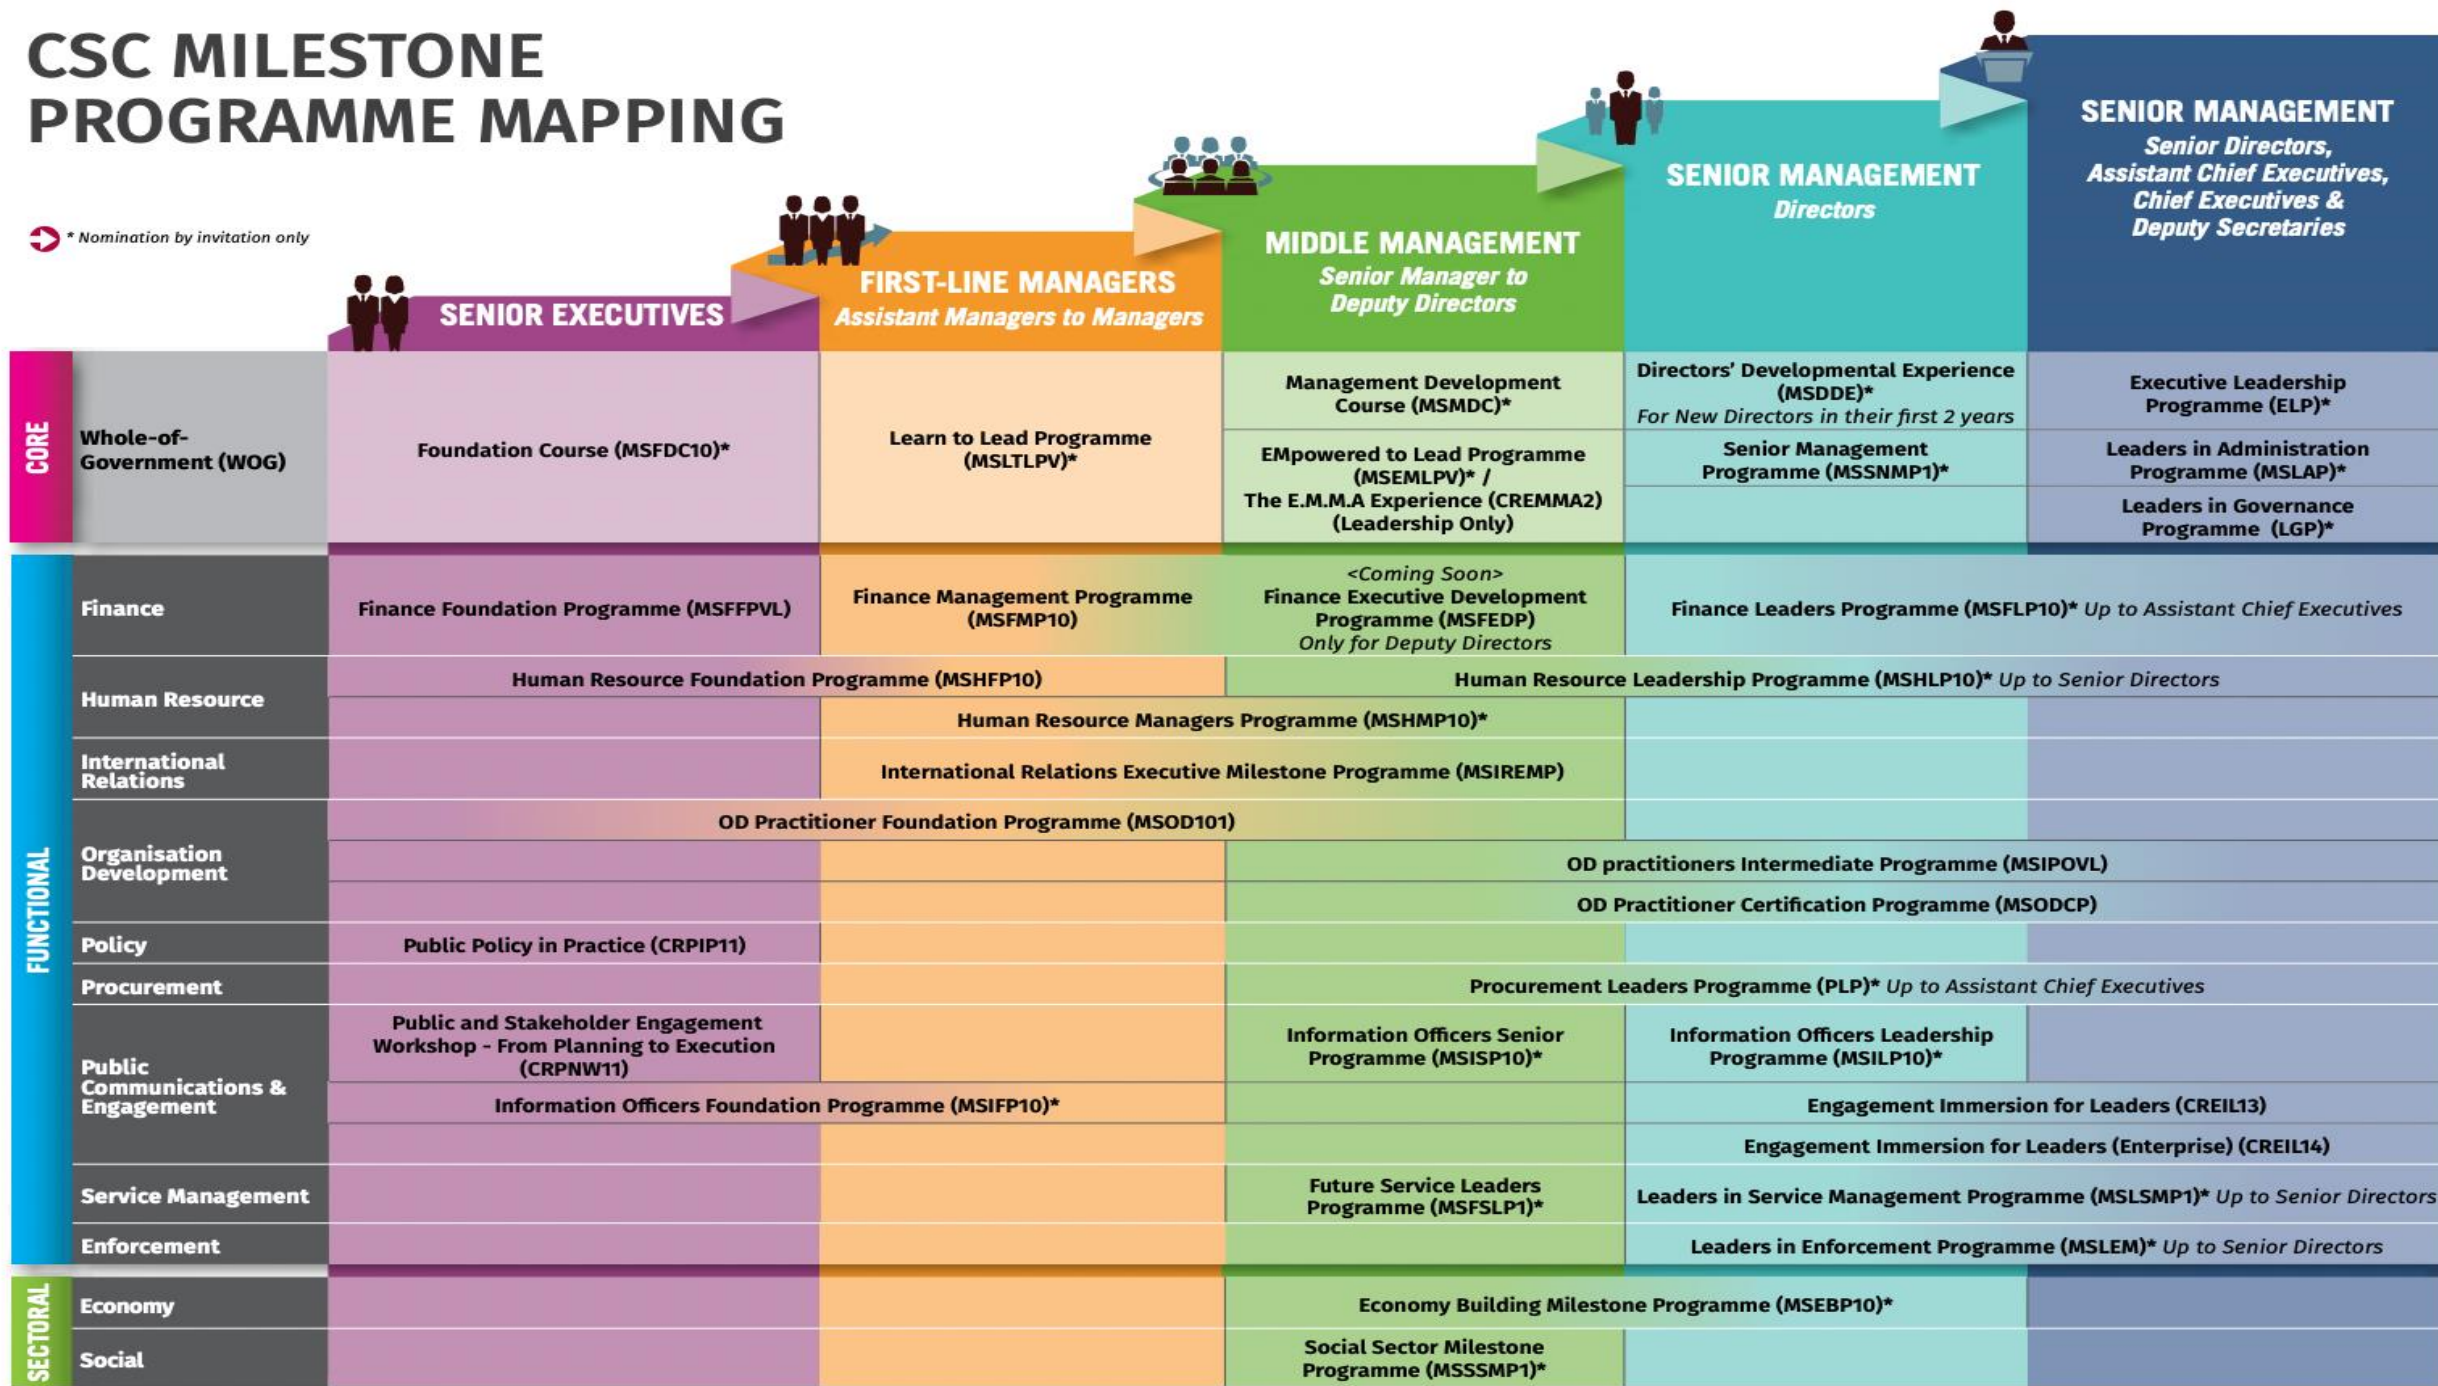 CSC MILESTONE
PROGRAMME MAPPING
* Nomination by invitation only
SENIOR EXECUTIVES
FIRST-LINE MANAGERS
Assistant Managers to Managers
MIDDLE MANAGEMENT
Senior Manager to
Deputy Directors
SENIOR MANAGEMENT
Directors
SENIOR MANAGEMENT
Senior Directors,
Assistant Chief Executives,
Chief Executives &
Deputy Secretaries
CORE
Whole-of-
Government (WOG)
Foundation Course (MSFDC10)*
Learn to Lead Programme
(MSLTLPV)*
Management Development
Course (MSMDC)*
EMpowered to Lead Programme
(MSEMLPV)* /
The E.M.M.A Experience (CREMMA2)
(Leadership Only)
Directors' Developmental Experience
(MSDDE)*
For New Directors in their first 2 years
Senior Management
Programme (MSSNMP1)*
Executive Leadership
Programme (ELP)*
Leaders in Administration
Programme (MSLAP)*
Leaders in Governance
Programme (LGP)*
FUNCTIONAL
Finance
Finance Foundation Programme (MSFFPVL)
Finance Management Programme
(MSFMP10)
<Coming Soon>
Finance Executive Development
Programme (MSFEDP)
Only for Deputy Directors
Finance Leaders Programme (MSFLP10)* Up to Assistant Chief Executives
Human Resource
Human Resource Foundation Programme (MSHFP10)
Human Resource Leadership Programme (MSHLP10)* Up to Senior Directors
Human Resource Managers Programme (MSHMP10)*
International
Relations
International Relations Executive Milestone Programme (MSIREMP)
Organisation
Development
OD Practitioner Foundation Programme (MSOD101)
OD practitioners Intermediate Programme (MSIPOVL)
OD Practitioner Certification Programme (MSODCP)
Policy
Public Policy in Practice (CRPIP11)
Procurement
Procurement Leaders Programme (PLP)* Up to Assistant Chief Executives
Public
Communications &
Engagement
Public and Stakeholder Engagement
Workshop - From Planning to Execution
(CRPNW11)
Information Officers Senior
Programme (MSISP10)*
Information Officers Leadership
Programme (MSILP10)*
Information Officers Foundation Programme (MSIFP10)*
Engagement Immersion for Leaders (CREIL13)
Engagement Immersion for Leaders (Enterprise) (CREIL14)
Service Management
Future Service Leaders
Programme (MSFSLP1)*
Leaders in Service Management Programme (MSLSMP1)* Up to Senior Directors
Enforcement
Leaders in Enforcement Programme (MSLEM)* Up to Senior Directors
SECTORAL
Economy
Economy Building Milestone Programme (MSEBP10)*
Social
Social Sector Milestone
Programme (MSSSMP1)*